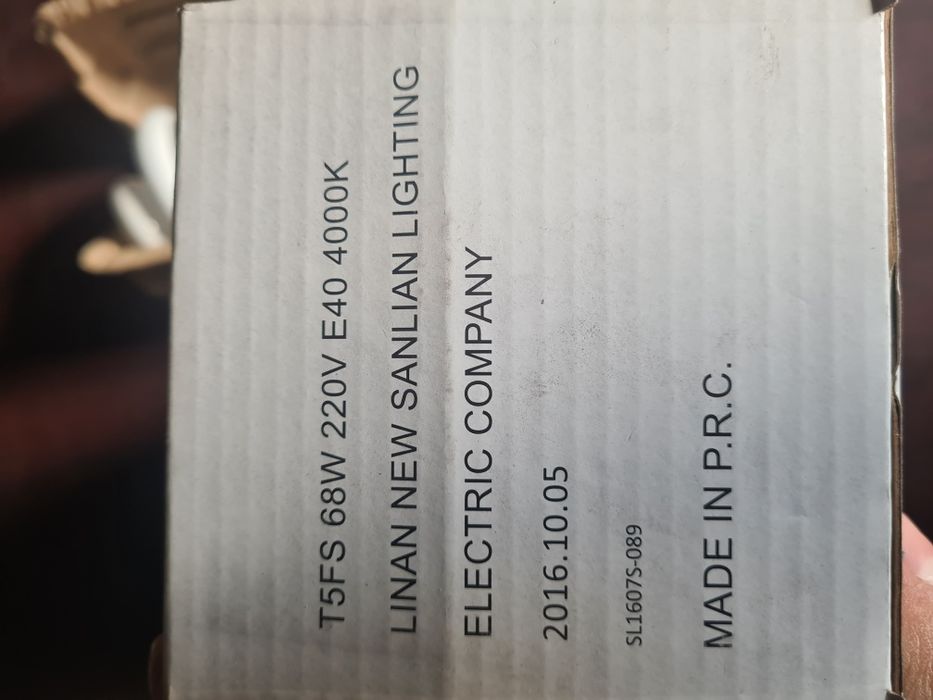 T5FS 68W 220V E40 4000K
LINAN NEW SANLIAN LIGHTING
ELECTRIC COMPANY
2016.10.05
SL1607S-089
MADE IN P.R.C.